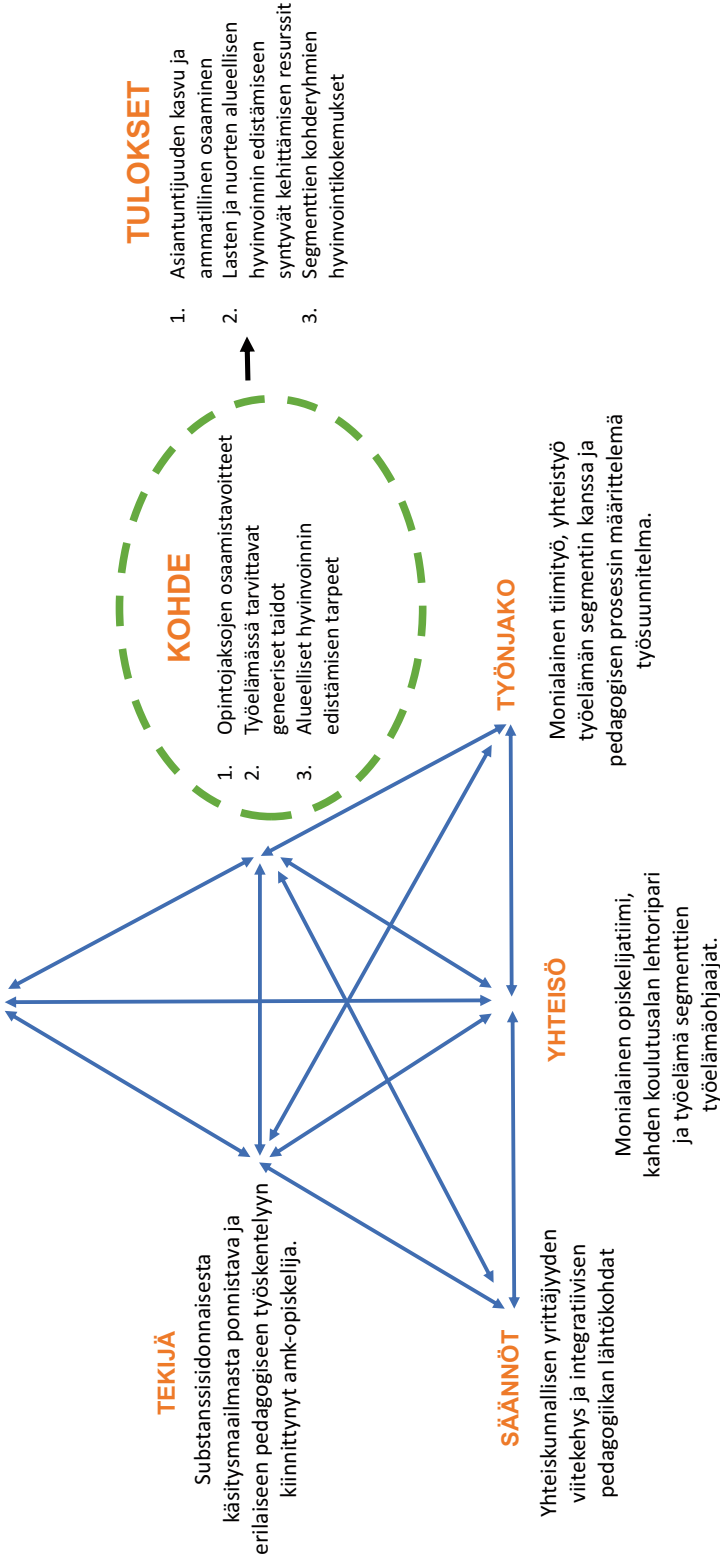 TEKIJÄ
Substanssisidonnaisesta
käsitysmaailmasta ponnistava ja
erilaiseen pedagogiseen työskentelyyn
kiinnittynyt amk-opiskelija.
KOHDE
1. Opintojaksojen osaamistavoitteet
2. Työelämässä tarvittavat
geneeriset taidot
3. Alueelliset hyvinvoinnin
edistämisen tarpeet
TULOKSET
1. Asiantuntijuuden kasvu ja
ammatillinen osaaminen
2. Lasten ja nuorten alueellisen
hyvinvoinnin edistämiseen
syntyvät kehittämisen resurssit
3. Segmenttien kohderyhmien
hyvinvointikokemukset
SÄÄNNÖT
Yhteiskunnallisen yrittäjyyden
viitekehys ja integratiivisen
pedagogiikan lähtökohdat
YHTEISÖ
Monialainen opiskelijatiimi,
kahden koulutusalan lehtoripari
ja työelämä segmenttien
työelämäohjaajat.
TYÖNJAKO
Monialainen tiimityö, yhteistyö
työelämän segmentin kanssa ja
pedagogisen prosessin määrittelemä
työsuunnitelma.